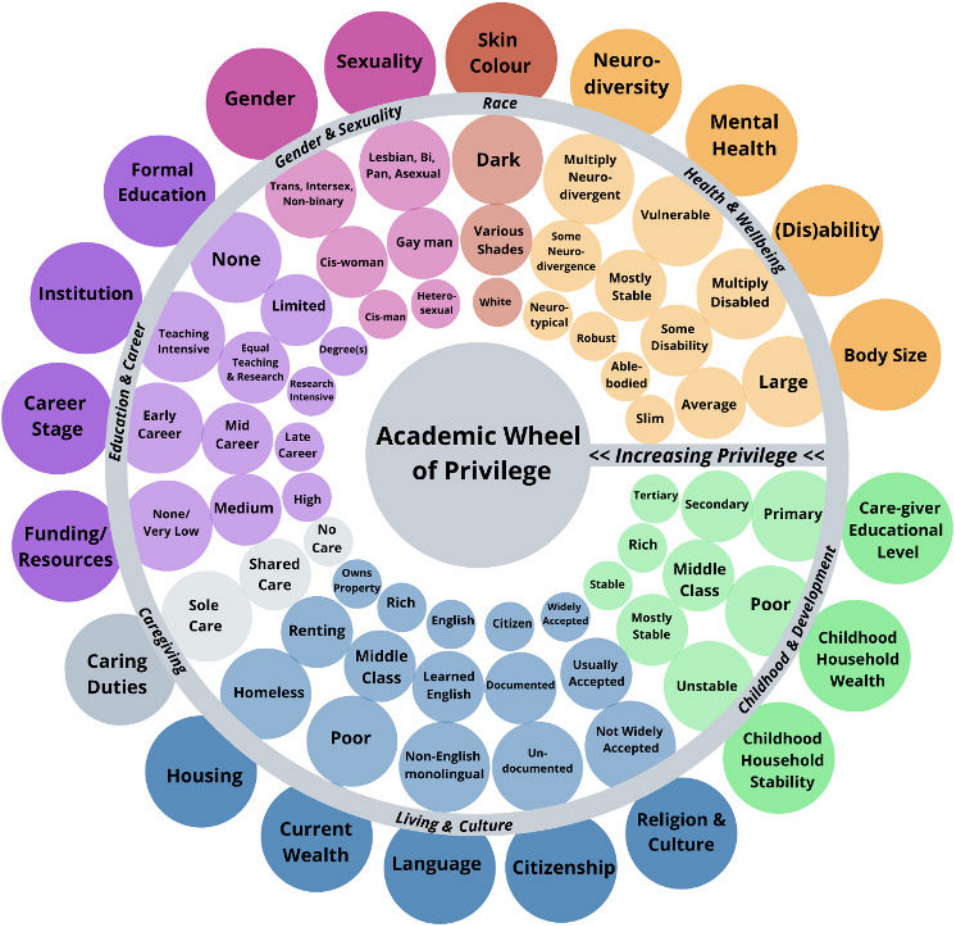 Academic Wheel
of Privilege
<< Increasing Privilege <<
Race
Skin
Colour
Dark
Various
Shades
White
Health & Wellbeing
Neuro-
diversity
Multiply
Neuro-
divergent
Some
Neuro-
divergence
Neuro-
typical
Mental
Health
Vulnerable
Mostly
Stable
Robust
(Dis)ability
Multiply
Disabled
Some
Disability
Able-
bodied
Body Size
Large
Average
Slim
Childhood & Development
Care-giver
Educational
Level
Primary
Secondary
Tertiary
Childhood
Household
Wealth
Poor
Middle
Class
Rich
Childhood
Household
Stability
Unstable
Mostly
Stable
Stable
Living & Culture
Religion &
Culture
Not Widely
Accepted
Usually
Accepted
Widely
Accepted
Citizenship
Un-
documented
Documented
Citizen
Language
Non-English
monolingual
Learned
English
English
Current
Wealth
Poor
Middle
Class
Rich
Housing
Homeless
Renting
Owns
Property
Caregiving
Caring
Duties
Sole
Care
Shared
Care
No
Care
Education & Career
Funding/
Resources
None/
Very Low
Medium
High
Career
Stage
Early
Career
Mid
Career
Late
Career
Institution
Teaching
Intensive
Equal
Teaching
& Research
Research
Intensive
Formal
Education
None
Limited
Degree(s)
Gender & Sexuality
Gender
Trans, Intersex,
Non-binary
Cis-woman
Cis-man
Sexuality
Lesbian, Bi,
Pan, Asexual
Gay man
Hetero-
sexual